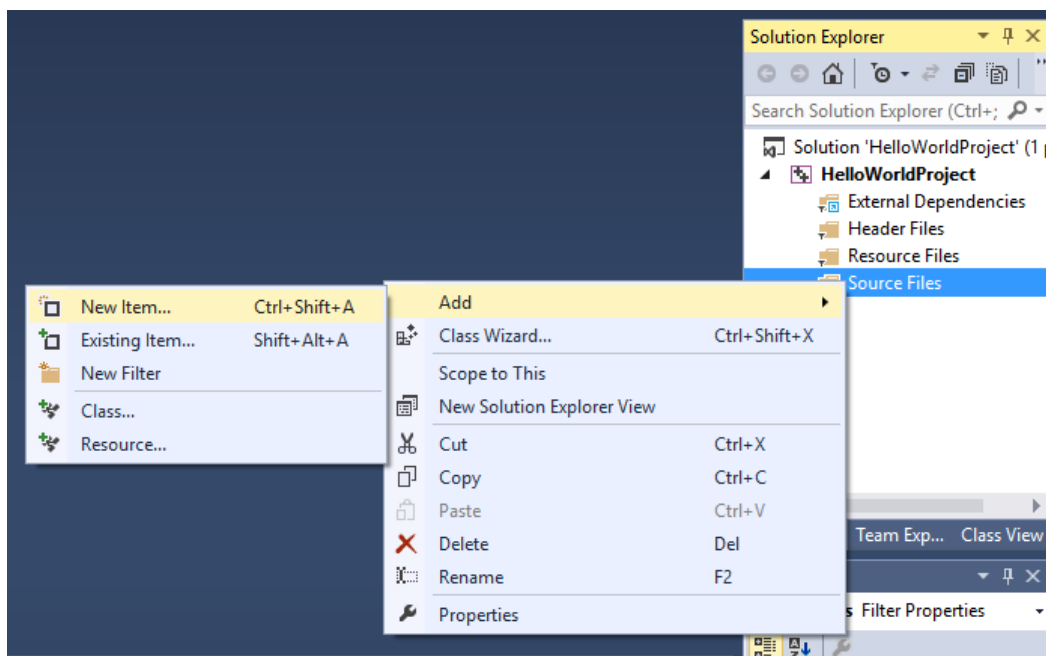 Solution Explorer
Search Solution Explorer (Ctrl+;
Solution 'HelloWorldProject' (1
HelloWorldProject
External Dependencies
Header Files
Resource Files
Source Files
New Item... Ctrl+Shift+A
Existing Item... Shift+Alt+A
New Filter
Class...
Resource...
Add
Class Wizard... Ctrl+Shift+X
Scope to This
New Solution Explorer View
Cut Ctrl+X
Copy Ctrl+C
Paste Ctrl+V
Delete Del
Rename F2
Properties
Team Exp... Class View
s Filter Properties